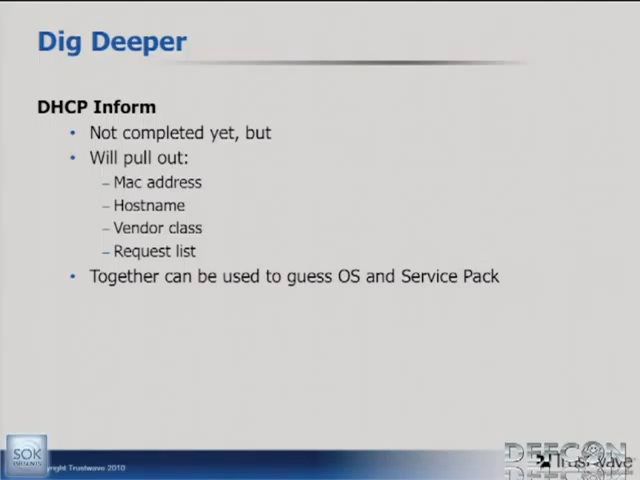 Dig Deeper
DHCP Inform
• Not completed yet, but
• Will pull out:
– Mac address
– Hostname
– Vendor class
– Request list
• Together can be used to guess OS and Service Pack
SOK
Trustwave 2010
DEFCON
Trustwave